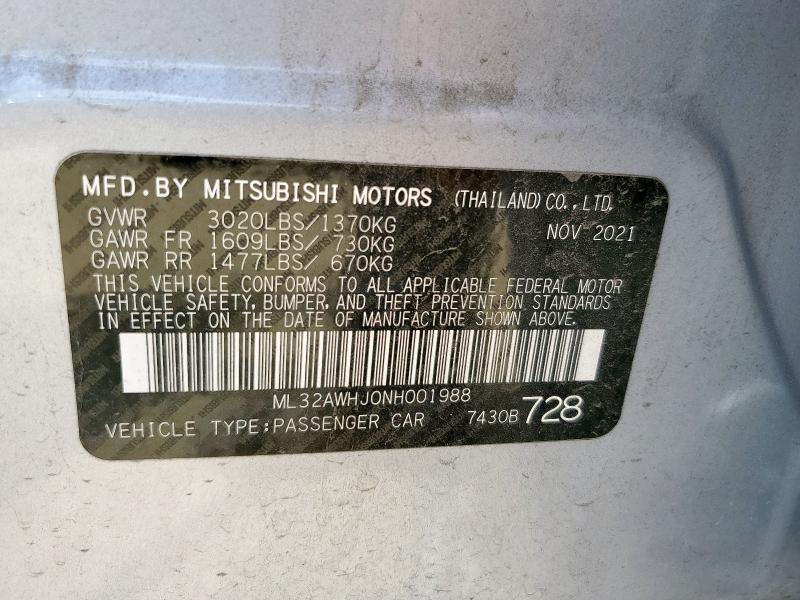 MFD.BY MITSUBISHI MOTORS (THAILAND)CO.,LTD.
GVWR 3020LBS/1370KG NOV 2021
GAWR FR 1609LBS/ 730KG
GAWR RR 1477LBS/ 670KG
THIS VEHICLE CONFORMS TO ALL APPLICABLE FEDERAL MOTOR
VEHICLE SAFETY, BUMPER, AND THEFT PREVENTION STANDARDS
IN EFFECT ON THE DATE OF MANUFACTURE SHOWN ABOVE.
ML32AWHJ0NH001988
VEHICLE TYPE:PASSENGER CAR 7430B 728